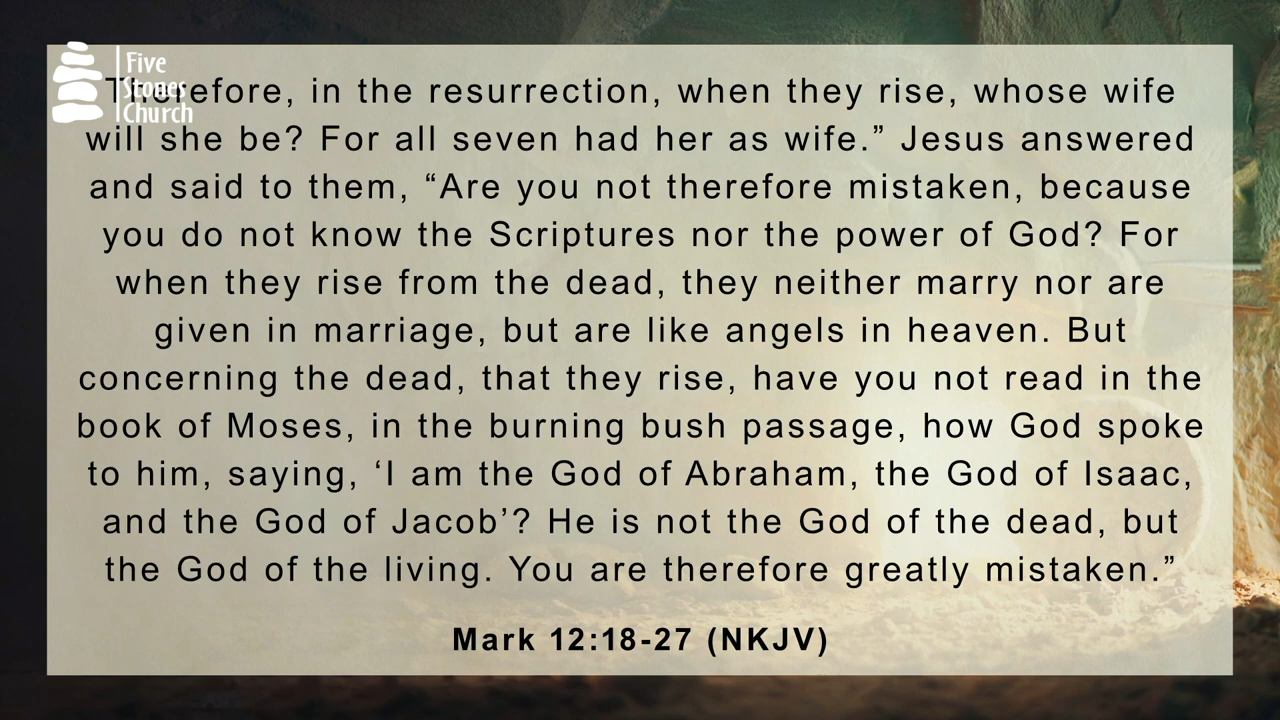 Five
Stones
Church
Therefore, in the resurrection, when they rise, whose wife
will she be? For all seven had her as wife.” Jesus answered
and said to them, “Are you not therefore mistaken, because
you do not know the Scriptures nor the power of God? For
when they rise from the dead, they neither marry nor are
given in marriage, but are like angels in heaven. But
concerning the dead, that they rise, have you not read in the
book of Moses, in the burning bush passage, how God spoke
to him, saying, ‘I am the God of Abraham, the God of Isaac,
and the God of Jacob’? He is not the God of the dead, but
the God of the living. You are therefore greatly mistaken.”
Mark 12:18-27 (NKJV)